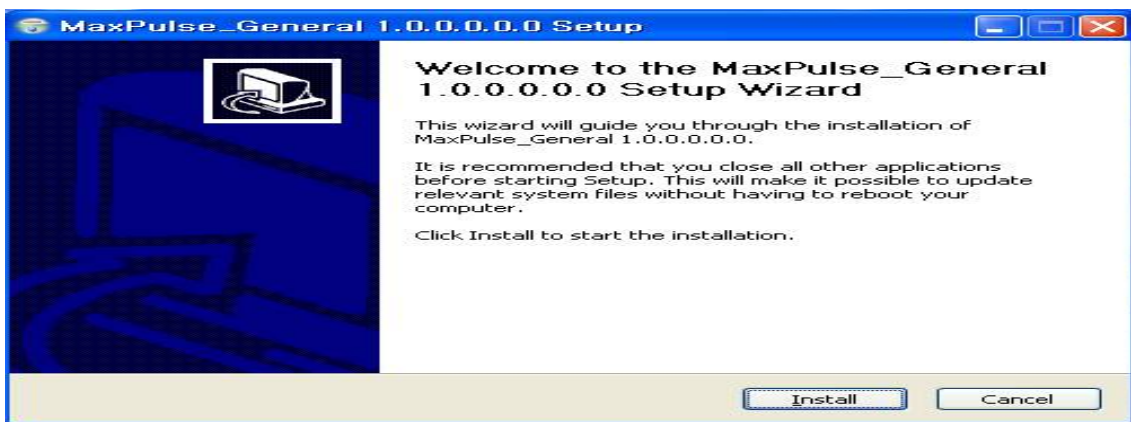 MaxPulse_General 1.0.0.0.0.0 Setup
Welcome to the MaxPulse_General
1.0.0.0.0.0 Setup Wizard
This wizard will guide you through the installation of
MaxPulse_General 1.0.0.0.0.0.
It is recommended that you close all other applications
before starting Setup. This will make it possible to update
relevant system files without having to reboot your
computer.
Click Install to start the installation.
Install
Cancel